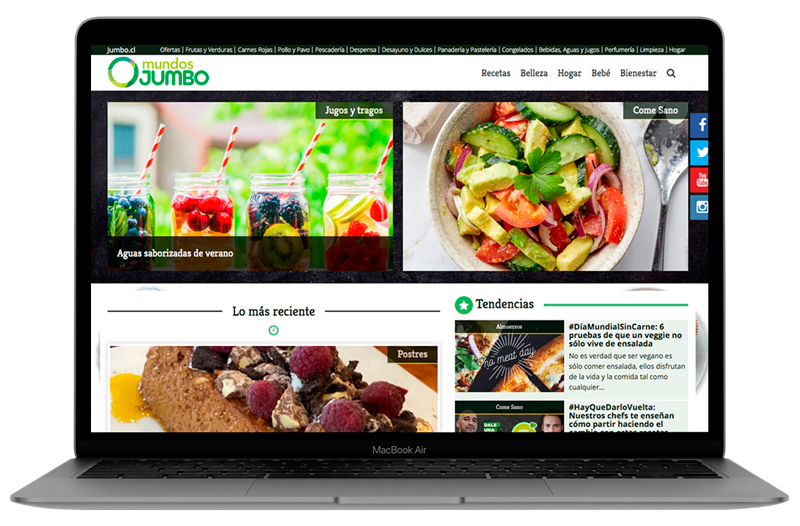 Jumbo.cl
Ofertas | Frutas y Verduras | Carnes Rojas | Pollo y Pavo | Pescadería | Despensa | Desayuno y Dulces | Panadería y Pastelería | Congelados | Bebidas, Aguas y Jugos | Perfumería | Limpieza | Hogar
mundos
JUMBO
Recetas Belleza Hogar Bebé Bienestar
Jugos y tragos
Come Sano
Aguas saborizadas de verano
You
Tube
Lo más reciente
Postres
Tendencias
Almuerzos
no meat day
#DíaMundialSinCarne: 6
pruebas de que un veggie no
sólo vive de ensalada
No es verdad que ser vegano es
sólo comer ensalada, ellos disfrutan
de la vida y la comida tal como
cualquier...
Come Sano
DALE
UNA
#HayQueDarloVuelta:
Nuestros chefs te enseñan
cómo partir haciendo el
MacBook Air